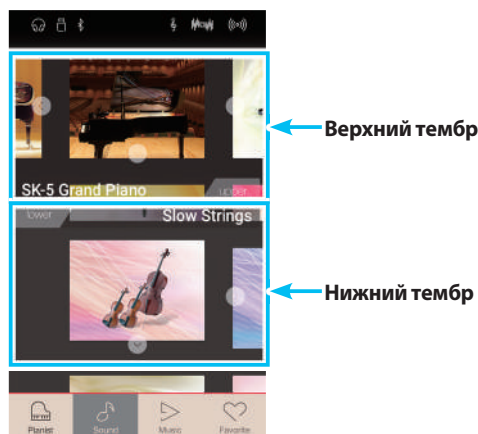 Верхний тембр
SK-5 Grand Piano
upper
lower
Slow Strings
Нижний тембр
Pianist
Sound
Music
Favorite